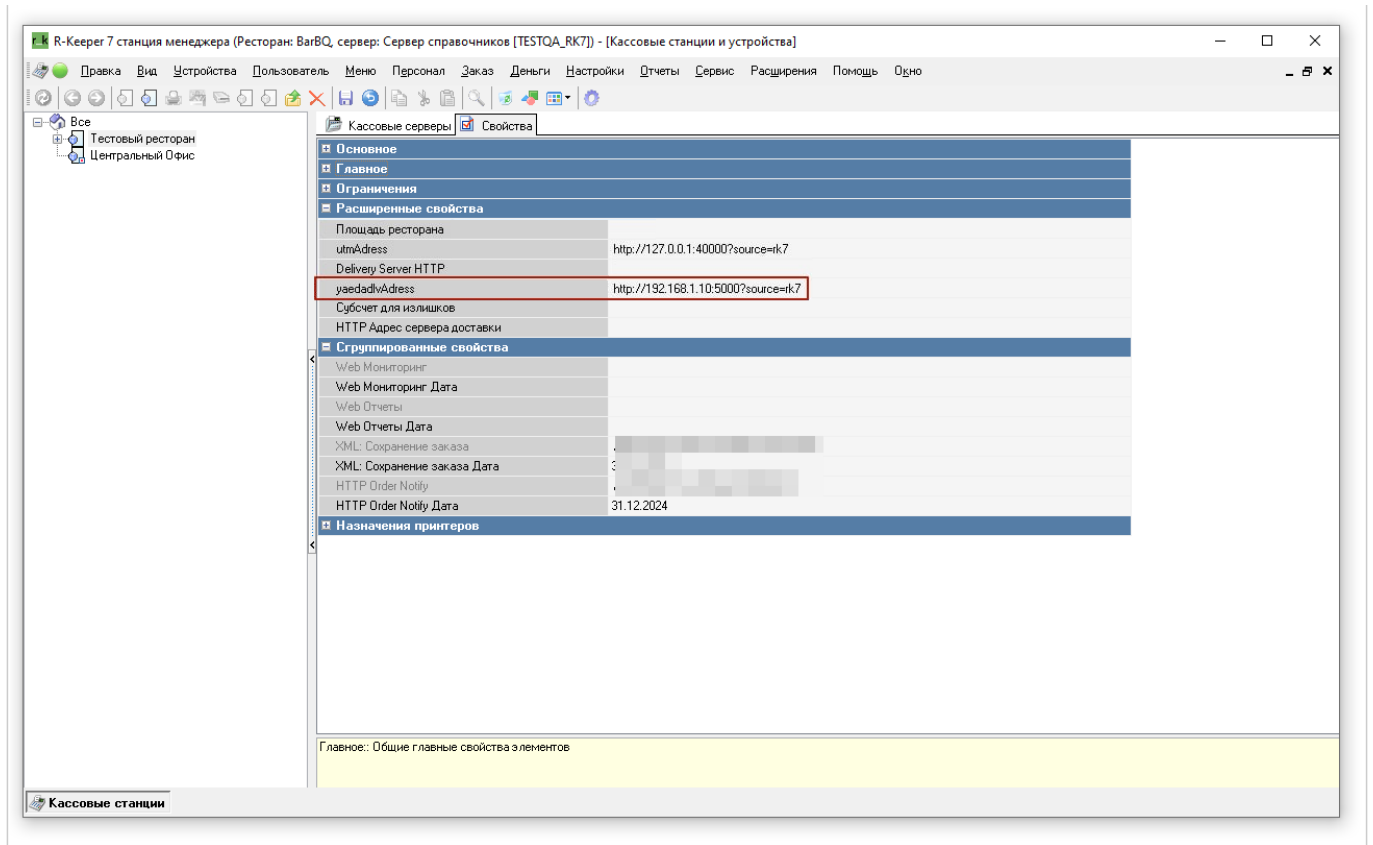 R-Keeper 7 станция менеджера (Ресторан: BarBQ, сервер: Сервер справочников [TESTQA_RK7]) - [Кассовые станции и устройства]
Правка Вид Устройства Пользователь Меню Персонал Заказ Деньги Настройки Отчеты Сервис Расширения Помощь Окно
Все
Тестовый ресторан
Центральный Офис
Кассовые серверы Свойства
Основное
Главное
Ограничения
Расширенные свойства
Площадь ресторана
utmAdress http://127.0.0.1:40000?source=rk7
Delivery Server HTTP
yaedadlvAdress http://192.168.1.10:5000?source=rk7
Субсчет для излишков
HTTP Адрес сервера доставки
Сгруппированные свойства
Web Мониторинг
Web Мониторинг Дата
Web Отчеты
Web Отчеты Дата
XML: Сохранение заказа
XML: Сохранение заказа Дата
HTTP Order Notify
HTTP Order Notify Дата 31.12.2024
Назначения принтеров
Главное:: Общие главные свойства элементов
Кассовые станции